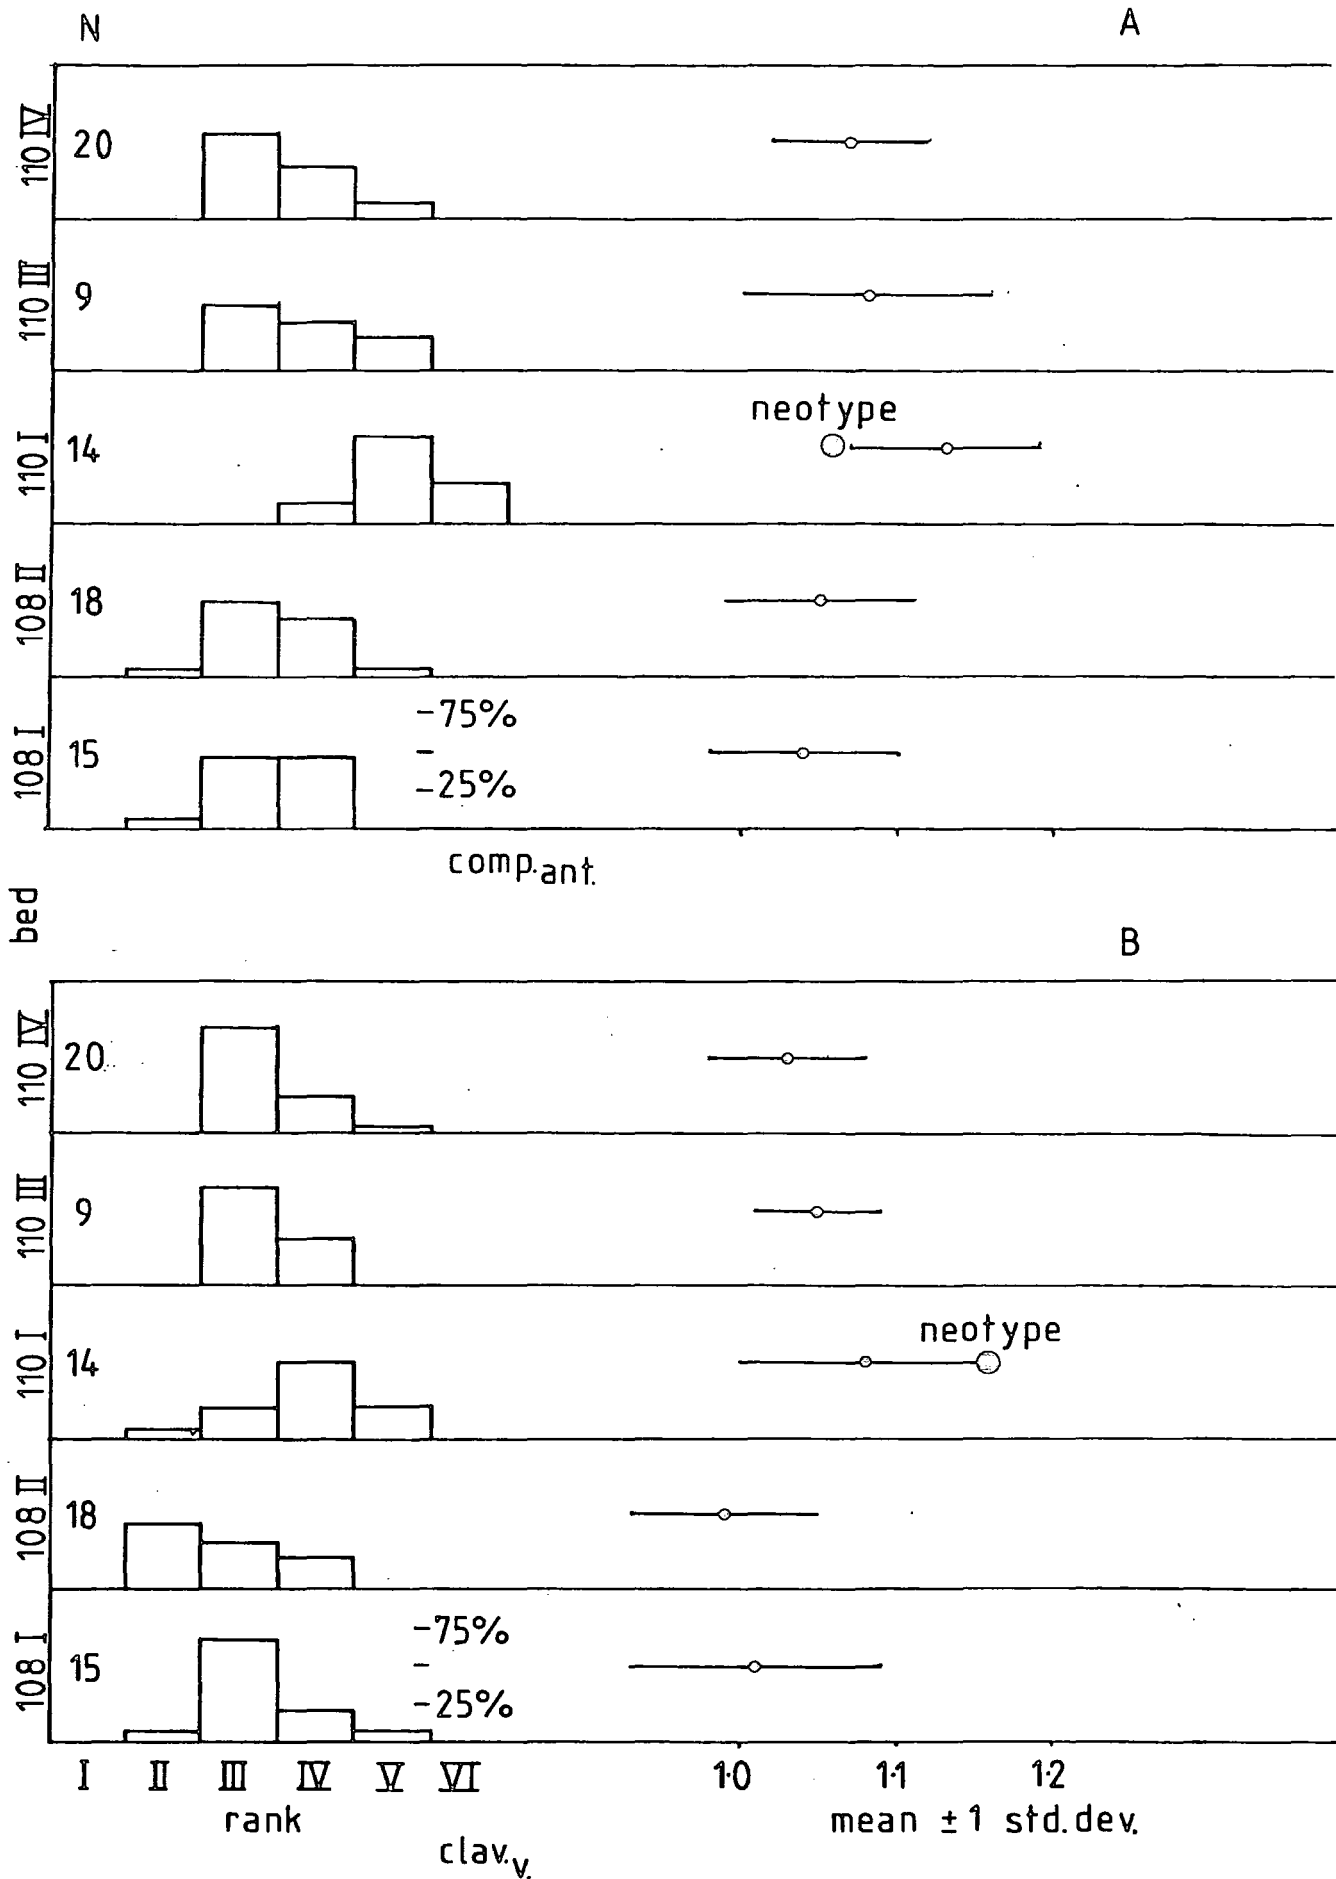 N A
110 IV 20
110 III 9
neotype
110 I 14
108 II 18
-75%
108 I 15 -
-25%
comp.ant.
bed
B
110 IV 20
110 III 9
neotype
110 I 14
108 II 18
-75%
108 I 15 -
-25%
I II III IV V VI 1·0 1·1 1·2
rank mean ±1 std.dev.
clav.v.